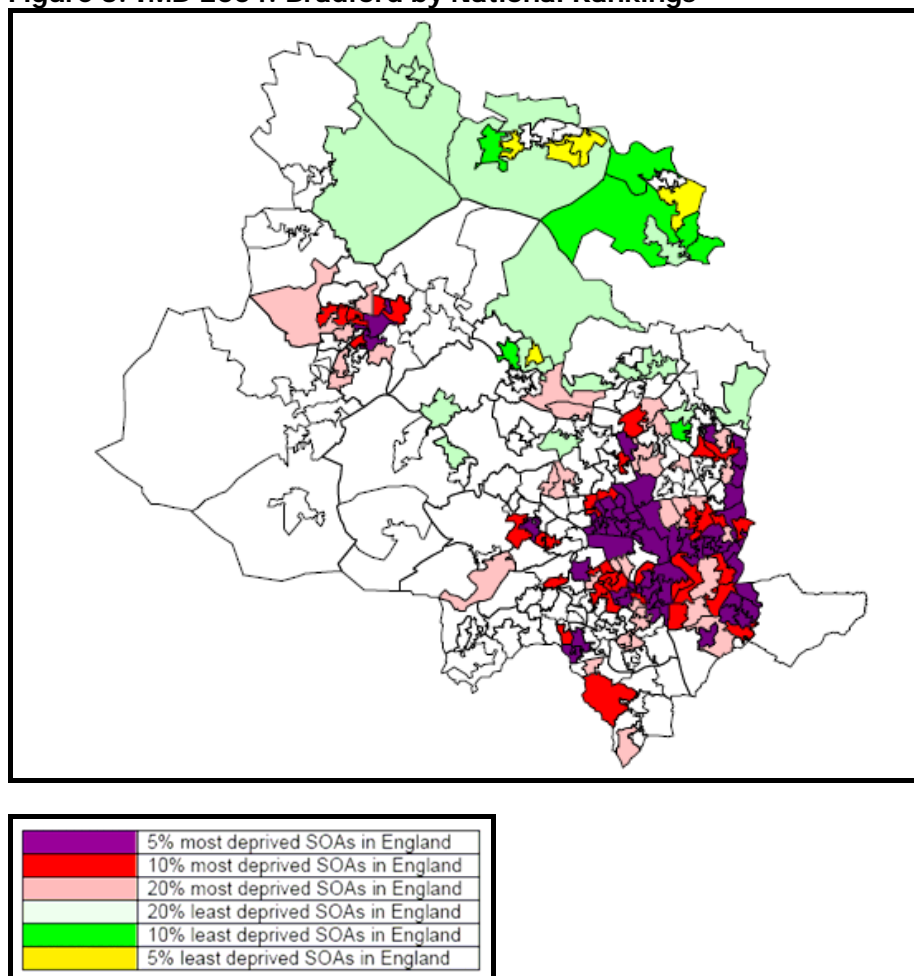 5% most deprived SOAs in England
10% most deprived SOAs in England
20% most deprived SOAs in England
20% least deprived SOAs in England
10% least deprived SOAs in England
5% least deprived SOAs in England